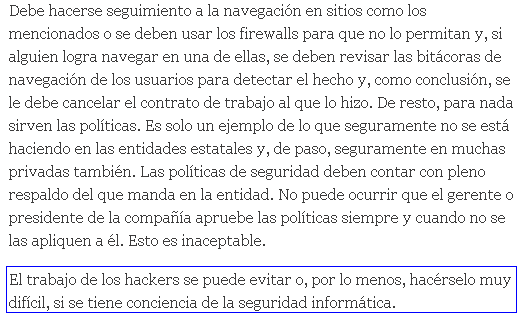 Debe hacerse seguimiento a la navegación en sitios como los
mencionados o se deben usar los firewalls para que no lo permitan y, si
alguien logra navegar en una de ellas, se deben revisar las bitácoras de
navegación de los usuarios para detectar el hecho y, como conclusión, se
le debe cancelar el contrato de trabajo al que lo hizo. De resto, para nada
sirven las políticas. Es solo un ejemplo de lo que seguramente no se está
haciendo en las entidades estatales y, de paso, seguramente en muchas
privadas también. Las políticas de seguridad deben contar con pleno
respaldo del que manda en la entidad. No puede ocurrir que el gerente o
presidente de la compañía apruebe las políticas siempre y cuando no se
las apliquen a él. Esto es inaceptable.
El trabajo de los hackers se puede evitar o, por lo menos, hacérselo muy
difícil, si se tiene conciencia de la seguridad informática.